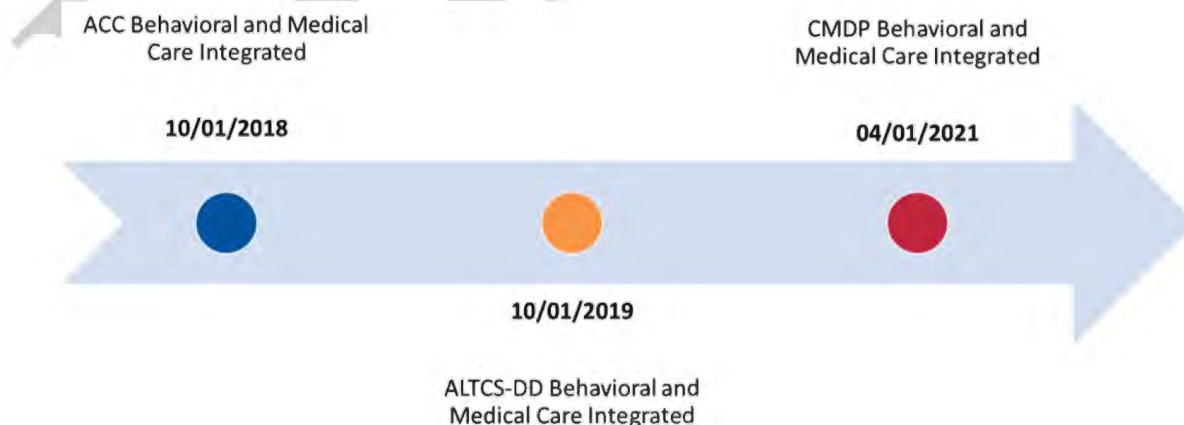 ACC Behavioral and Medical
Care Integrated
10/01/2018
CMDP Behavioral and
Medical Care Integrated
04/01/2021
10/01/2019
ALTCS-DD Behavioral and
Medical Care Integrated